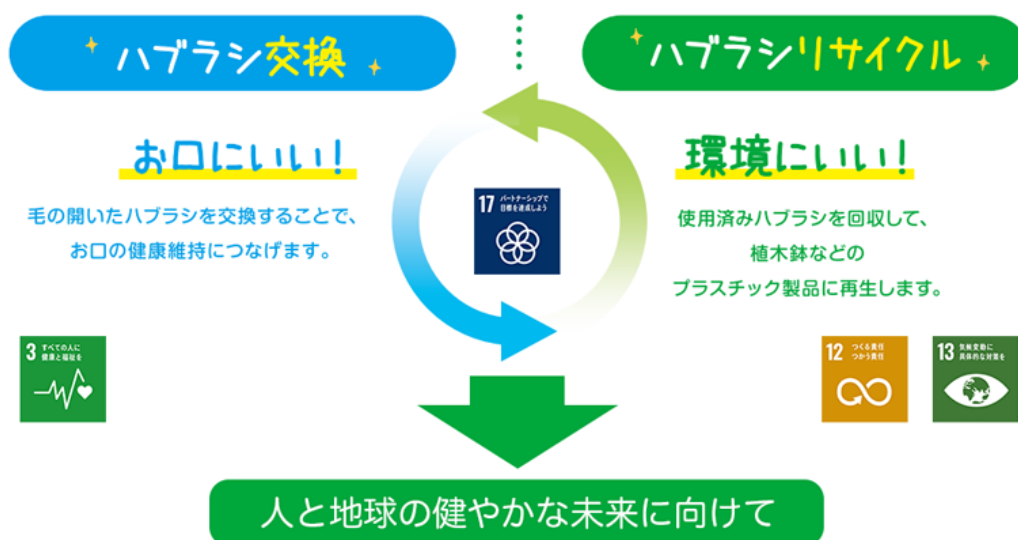 ハブラシ交換
お口にいい!
毛の開いたハブラシを交換することで、
お口の健康維持につなげます。
3 すべての人に
健康と福祉を
17 パートナーシップで
目標を達成しよう
ハブラシリサイクル
環境にいい!
使用済みハブラシを回収して、
植木鉢などの
プラスチック製品に再生します。
12 つくる責任
つかう責任
13 気候変動に
具体的な対策を
人と地球の健やかな未来に向けて